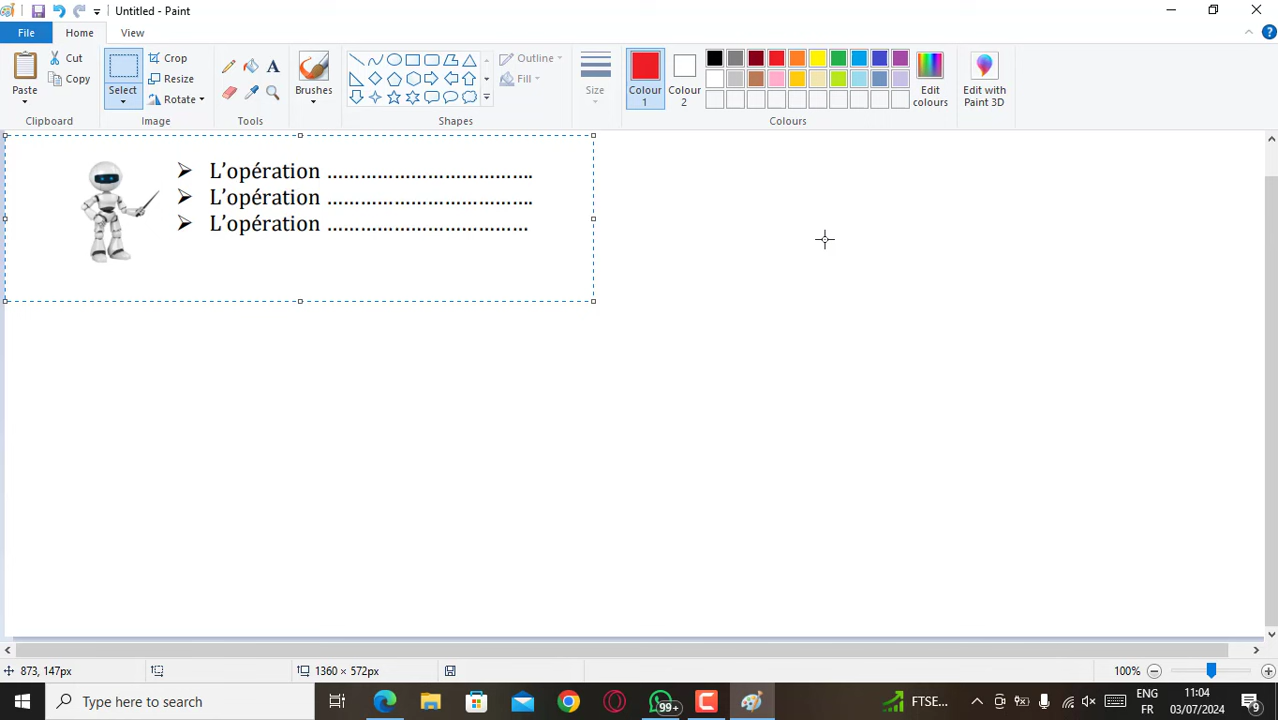 Untitled - Paint
File
Home
View
Paste
Cut
Copy
Clipboard
Select
Crop
Resize
Rotate
Image
Tools
Brushes
Outline
Fill
Shapes
Size
Colour 1
Colour 2
Edit colours
Edit with Paint 3D
Colours
➢ L’opération ……………………………….
➢ L’opération ……………………………….
➢ L’opération ………………………………
873, 147px
1360 × 572px
100%
Type here to search
99+
FTSE...
ENG
FR
11:04
03/07/2024
9